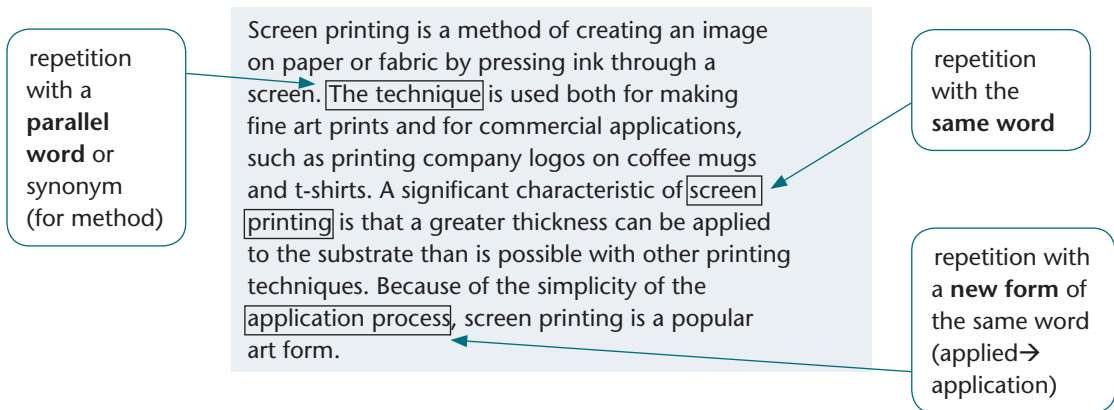 repetition
with a
parallel
word or
synonym
(for method)
Screen printing is a method of creating an image
on paper or fabric by pressing ink through a
screen. The technique is used both for making
fine art prints and for commercial applications,
such as printing company logos on coffee mugs
and t-shirts. A significant characteristic of screen
printing is that a greater thickness can be applied
to the substrate than is possible with other printing
techniques. Because of the simplicity of the
application process, screen printing is a popular
art form.
repetition
with the
same word
repetition with
a new form of
the same word
(applied→
application)